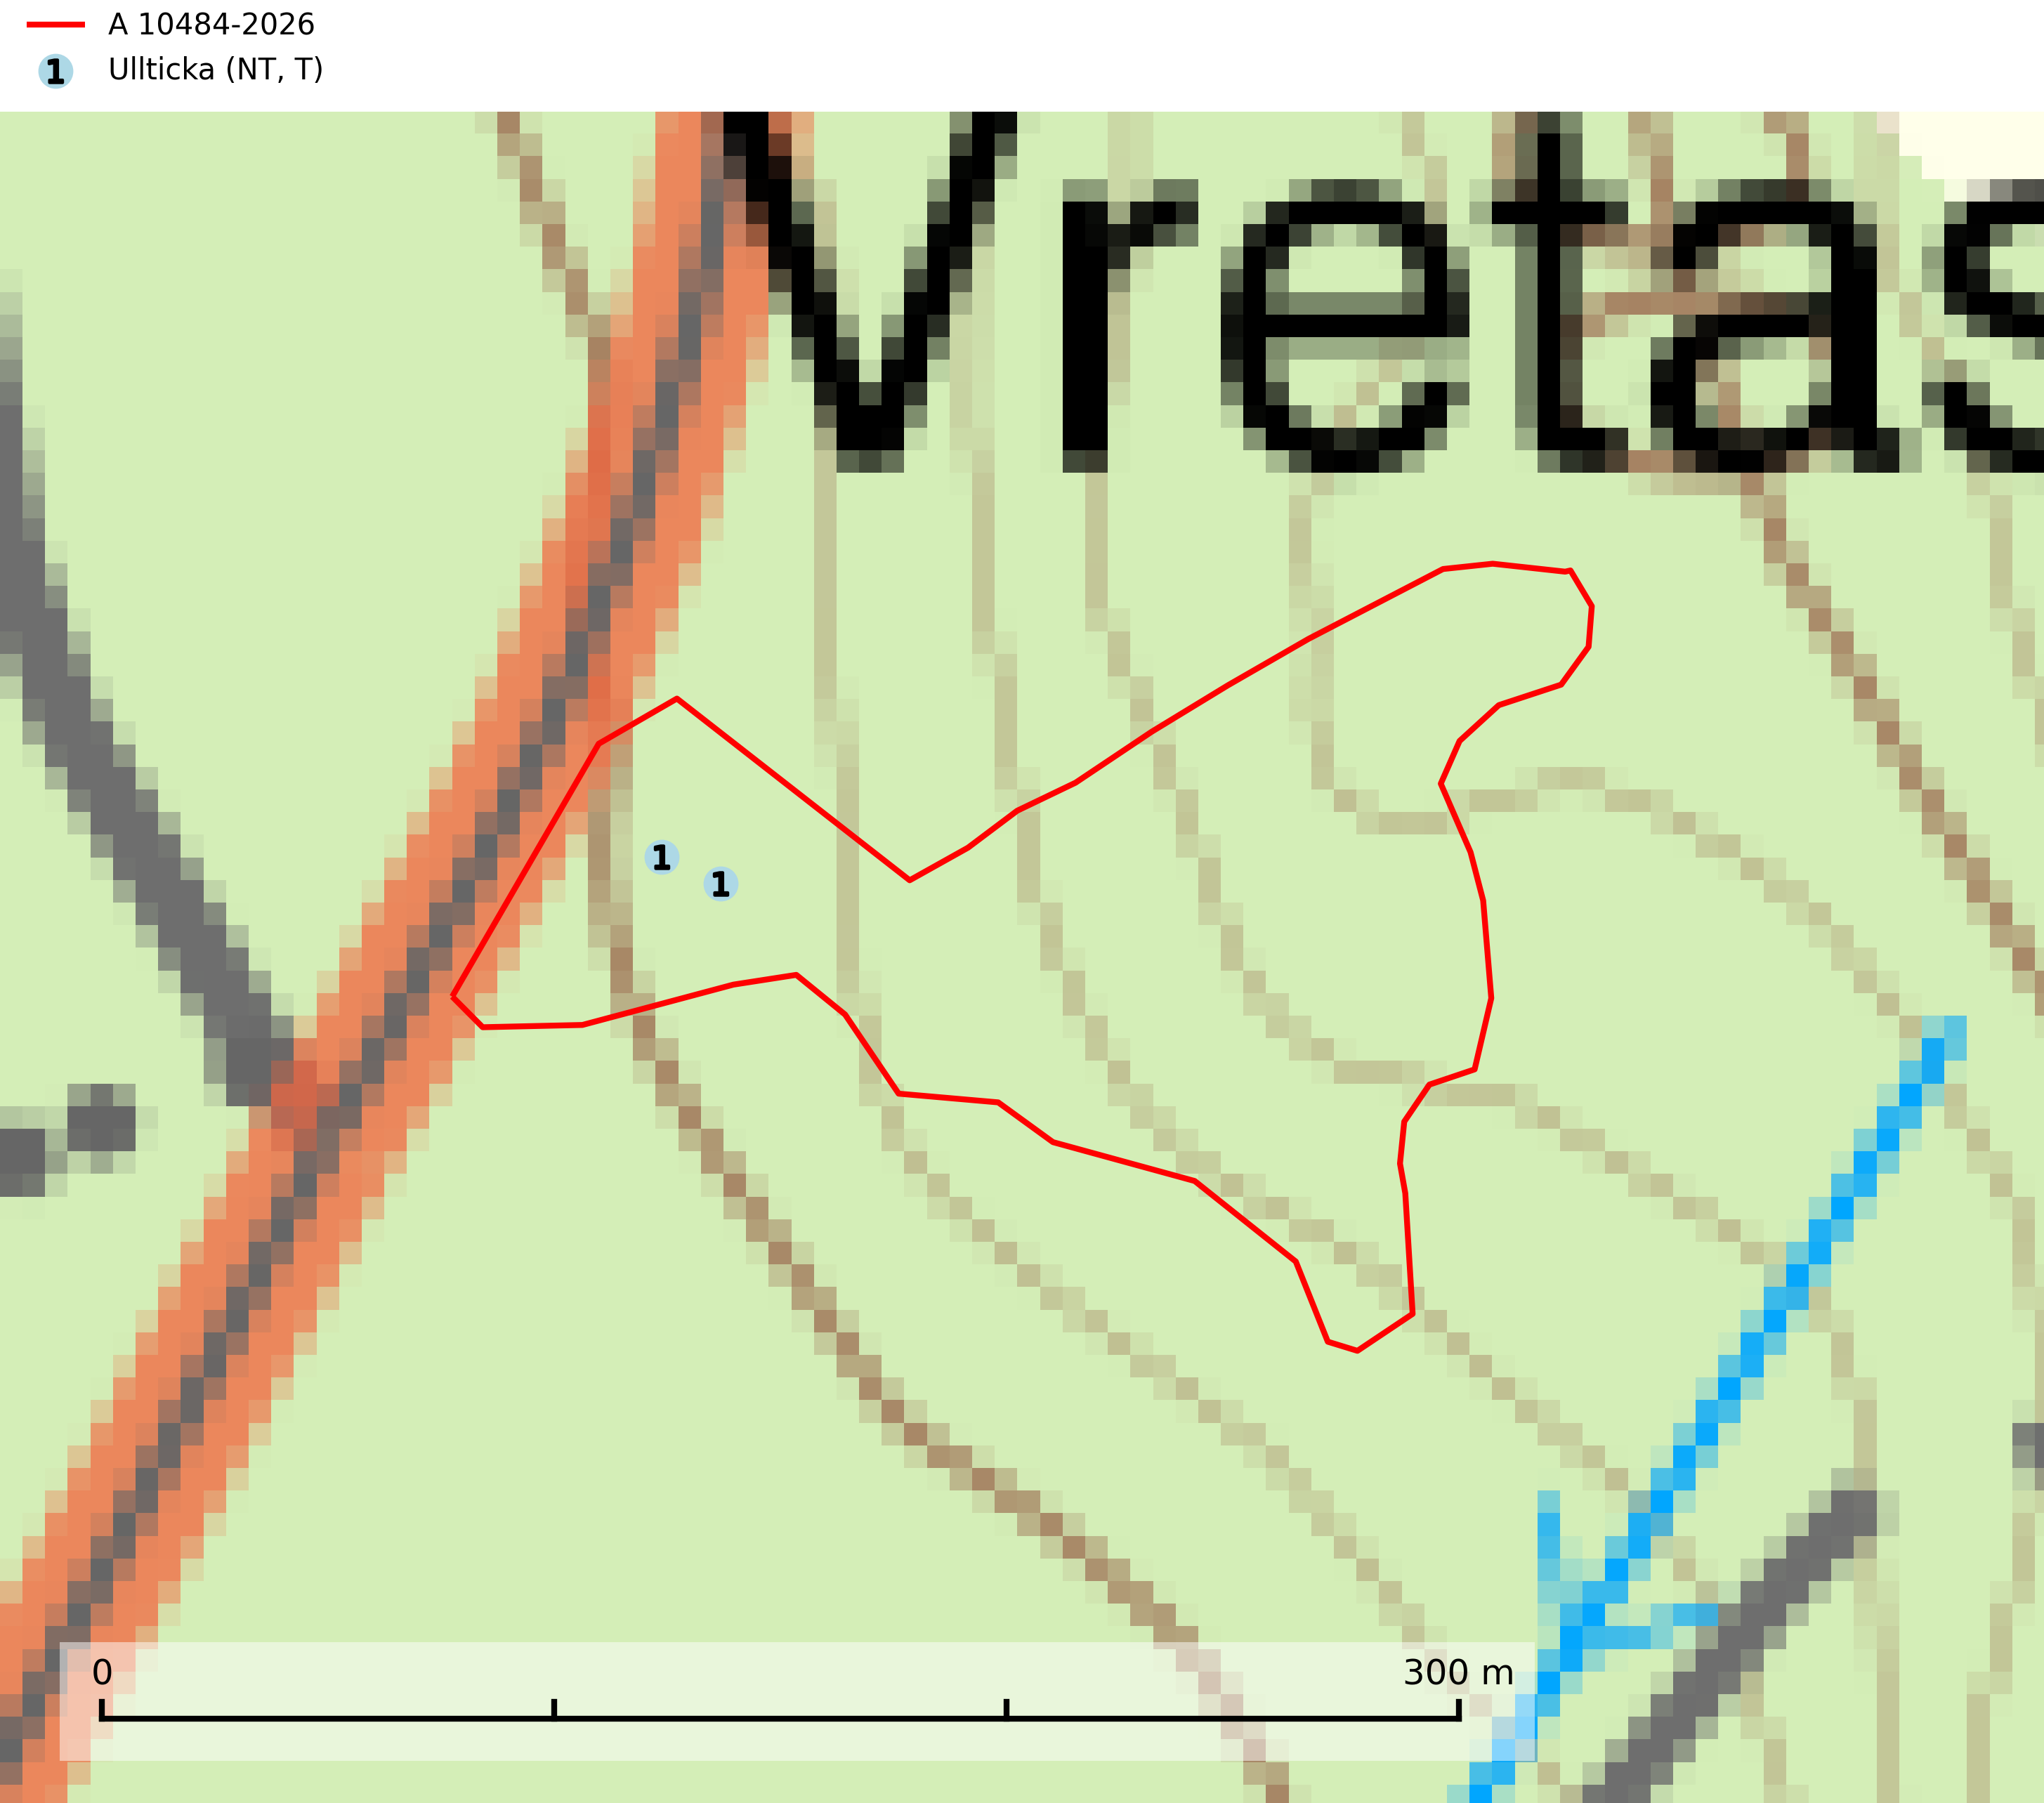 A 10484-2026
1 Ullticka (NT, T)
Vretas
1
1
0 300 m